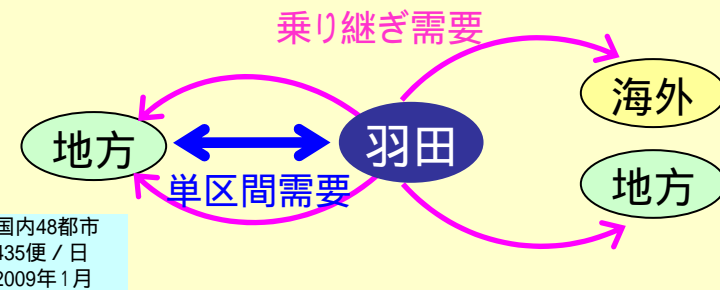 乗り継ぎ需要
海外
地方
羽田
地方
単区間需要
国内48都市
435便／日
2009年1月